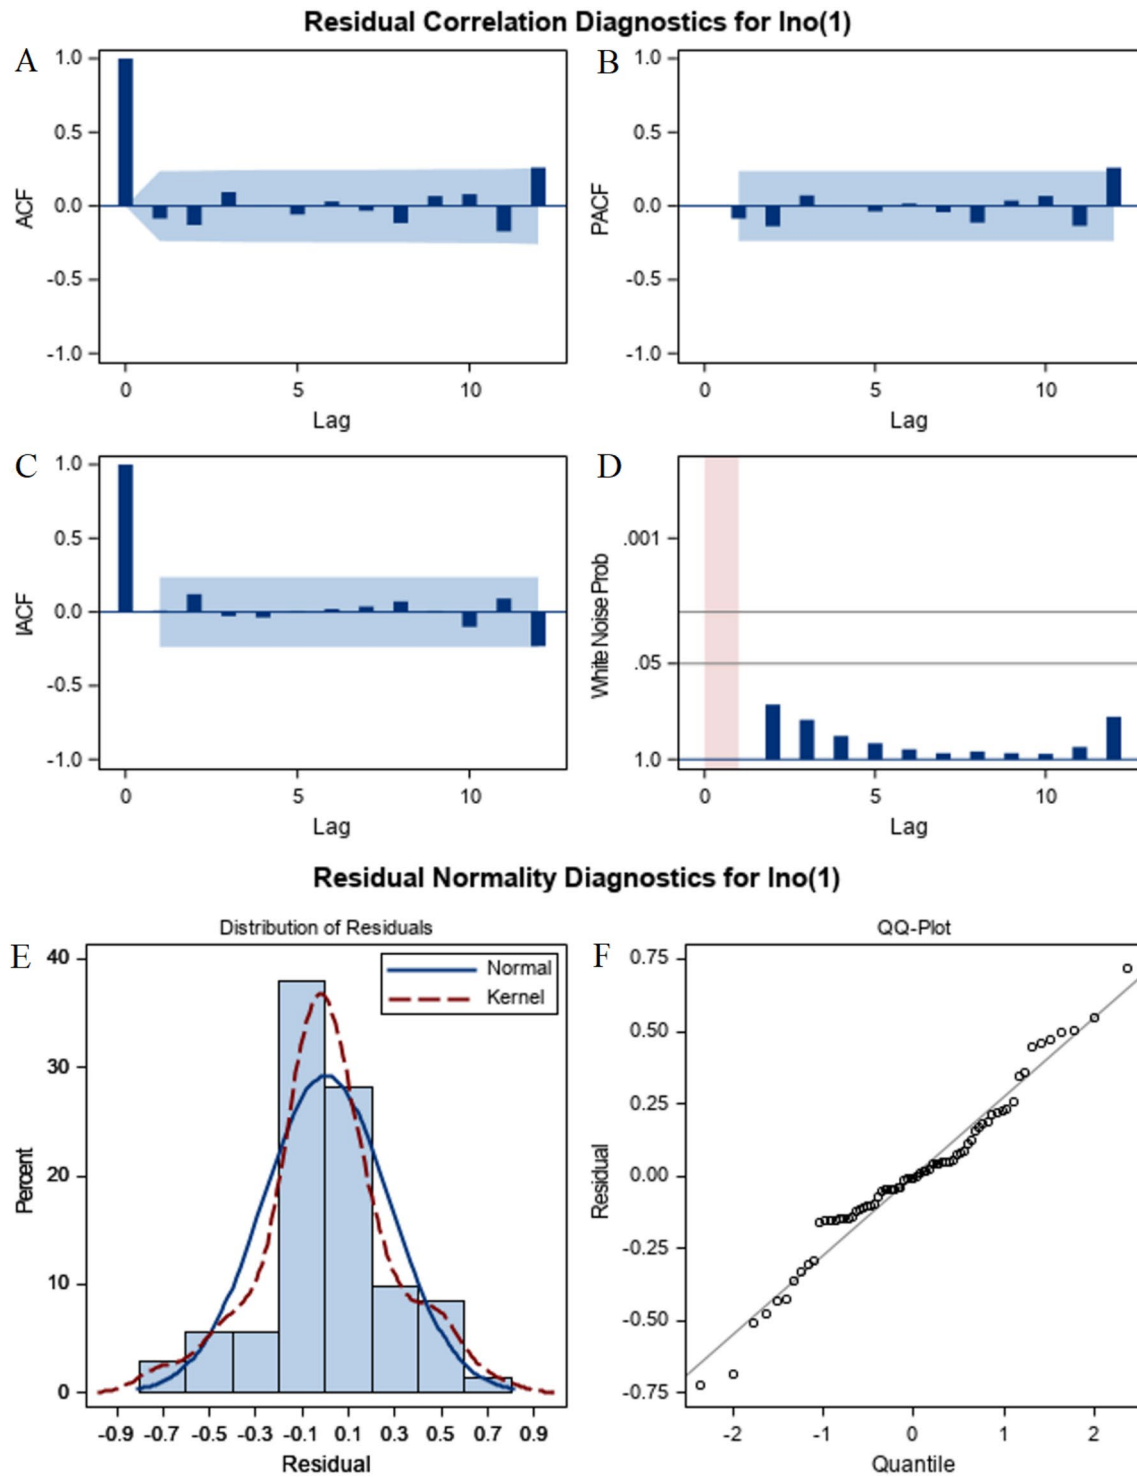 Residual Correlation Diagnostics for lno(1)
A
1.0
0.5
0.0
-0.5
-1.0
ACF
0 5 10
Lag
B
1.0
0.5
0.0
-0.5
-1.0
PACF
0 5 10
Lag
C
1.0
0.5
0.0
-0.5
-1.0
IACF
0 5 10
Lag
D
.001
.05
1.0
White Noise Prob
0 5 10
Lag
Residual Normality Diagnostics for lno(1)
E
Distribution of Residuals
Normal
Kernel
40
30
20
10
0
Percent
-0.9 -0.7 -0.5 -0.3 -0.1 0.1 0.3 0.5 0.7 0.9
Residual
F
QQ-Plot
0.75
0.50
0.25
0.00
-0.25
-0.50
-0.75
Residual
-2 -1 0 1 2
Quantile